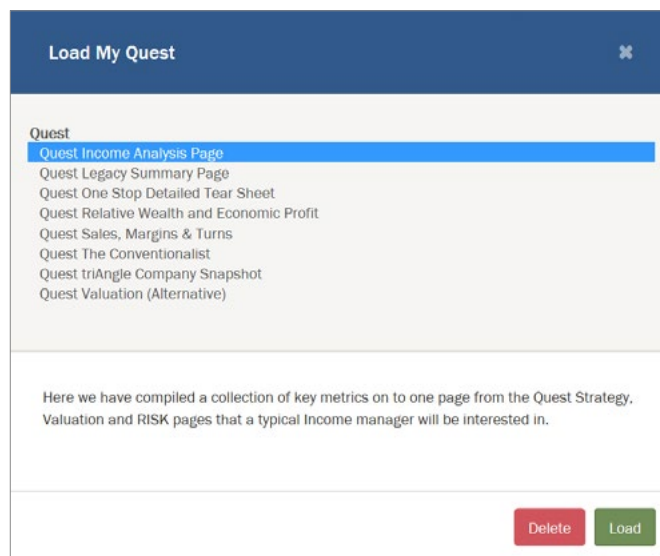 Load My Quest
Quest
Quest Income Analysis Page
Quest Legacy Summary Page
Quest One Stop Detailed Tear Sheet
Quest Relative Wealth and Economic Profit
Quest Sales, Margins & Turns
Quest The Conventionalist
Quest triAngle Company Snapshot
Quest Valuation (Alternative)
Here we have compiled a collection of key metrics on to one page from the Quest Strategy,
Valuation and RISK pages that a typical Income manager will be interested in.
Delete Load